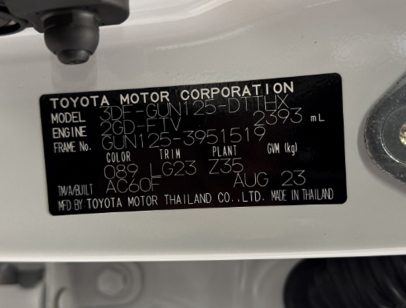 TOYOTA MOTOR CORPORATION
MODEL 3DF-GUN125-DTTHX
ENGINE 2GD-FTV 2393 mL
FRAME No. GUN125-3951519
COLOR TRIM PLANT GVM (kg)
089 LG23 Z35
TM/A/BUILT AC60F AUG 23
MFD BY TOYOTA MOTOR THAILAND CO.,LTD. MADE IN THAILAND